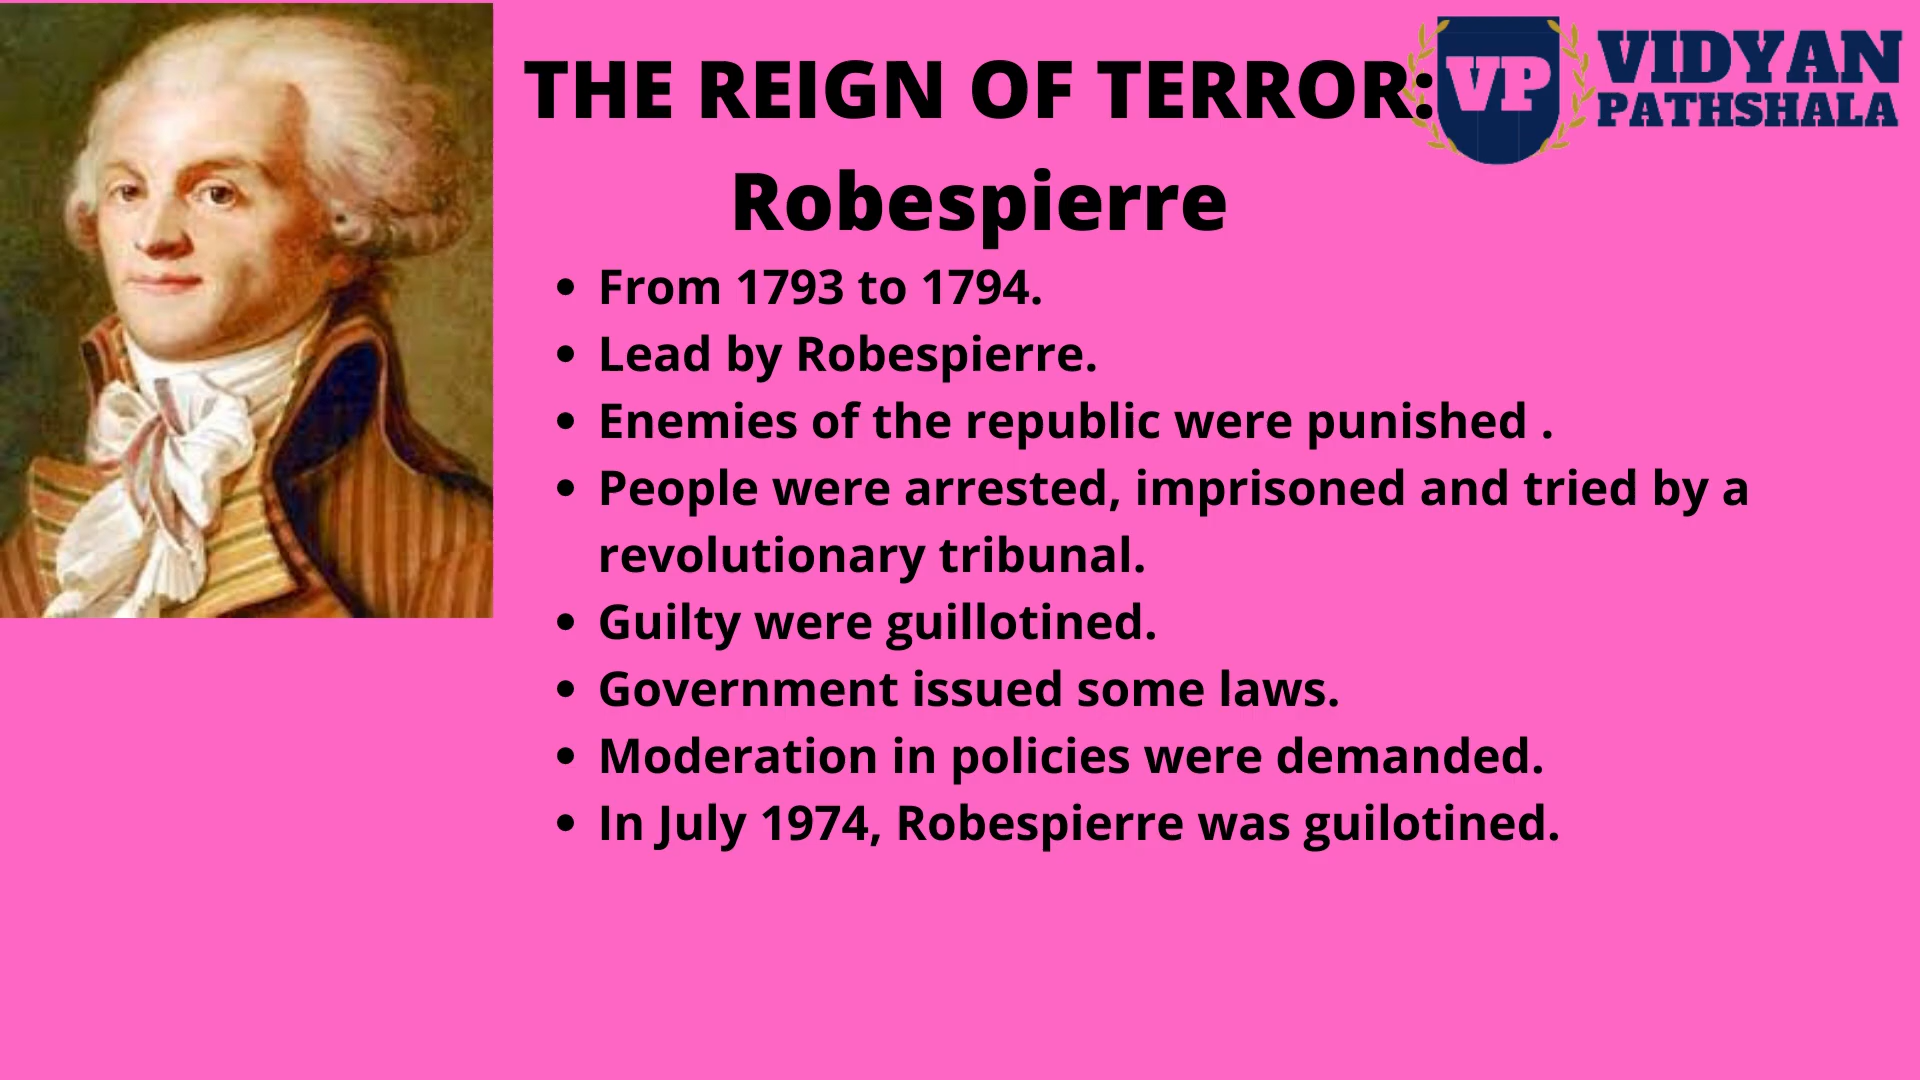 THE REIGN OF TERROR:
Robespierre
VP
VIDYAN
PATHSHALA
• From 1793 to 1794.
• Lead by Robespierre.
• Enemies of the republic were punished .
• People were arrested, imprisoned and tried by a
revolutionary tribunal.
• Guilty were guillotined.
• Government issued some laws.
• Moderation in policies were demanded.
• In July 1974, Robespierre was guilotined.